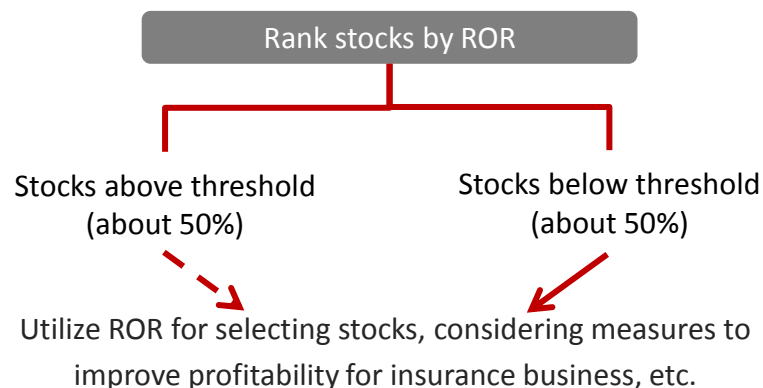 Rank stocks by ROR
Stocks above threshold
(about 50%)
Stocks below threshold
(about 50%)
Utilize ROR for selecting stocks, considering measures to
improve profitability for insurance business, etc.